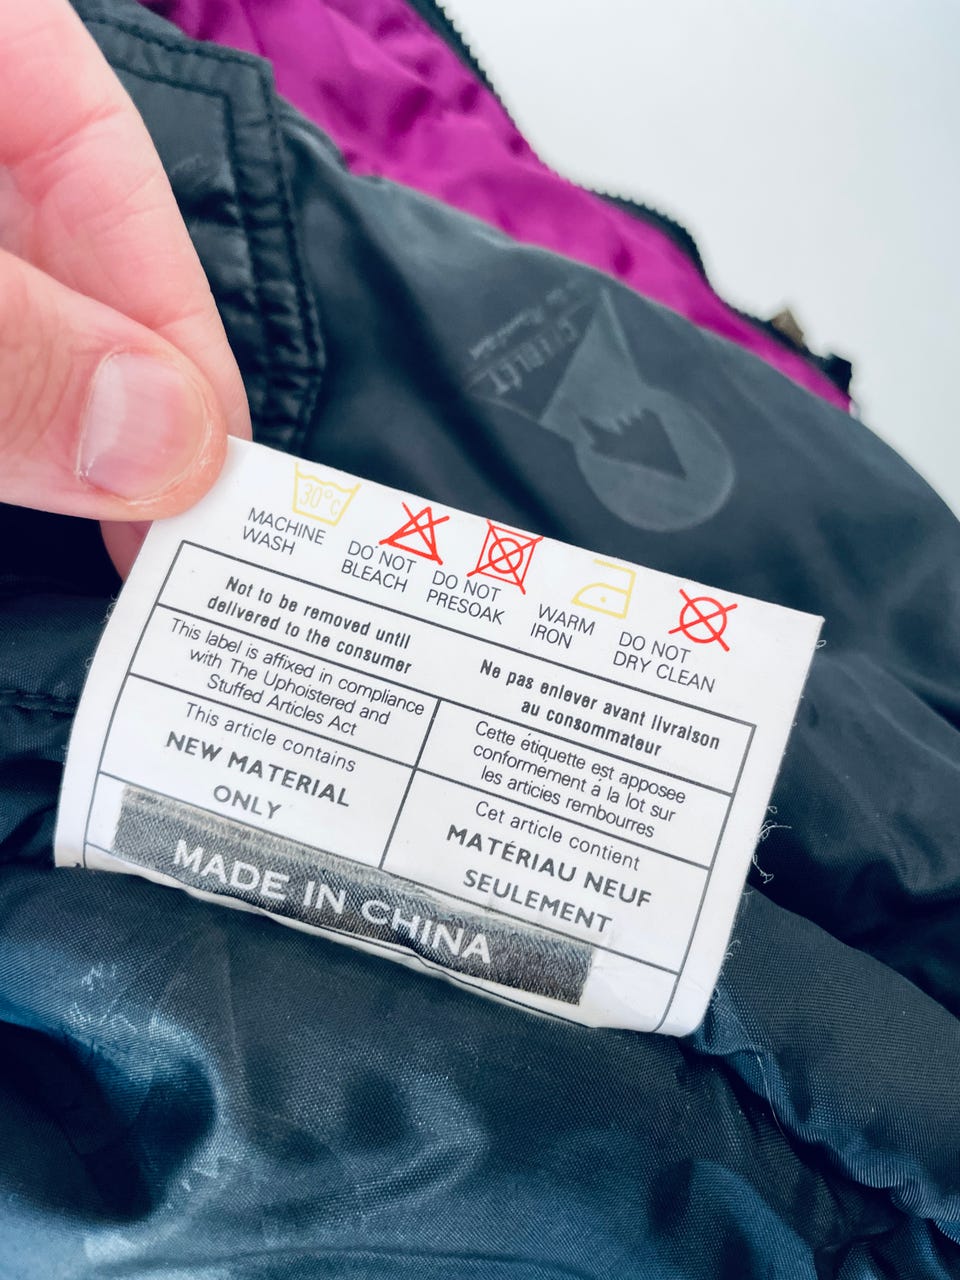 30°C
MACHINE
WASH
DO NOT
BLEACH
DO NOT
PRESOAK
WARM
IRON
DO NOT
DRY CLEAN
Not to be removed until
delivered to the consumer
Ne pas enlever avant livraison
au consommateur
This label is affixed in compliance
with The Uphoistered and
Stuffed Articles Act
Cette étiquette est apposee
conformement à la lot sur
les articies rembourres
This article contains
NEW MATERIAL
ONLY
Cet article contient
MATÉRIAU NEUF
SEULEMENT
MADE IN CHINA